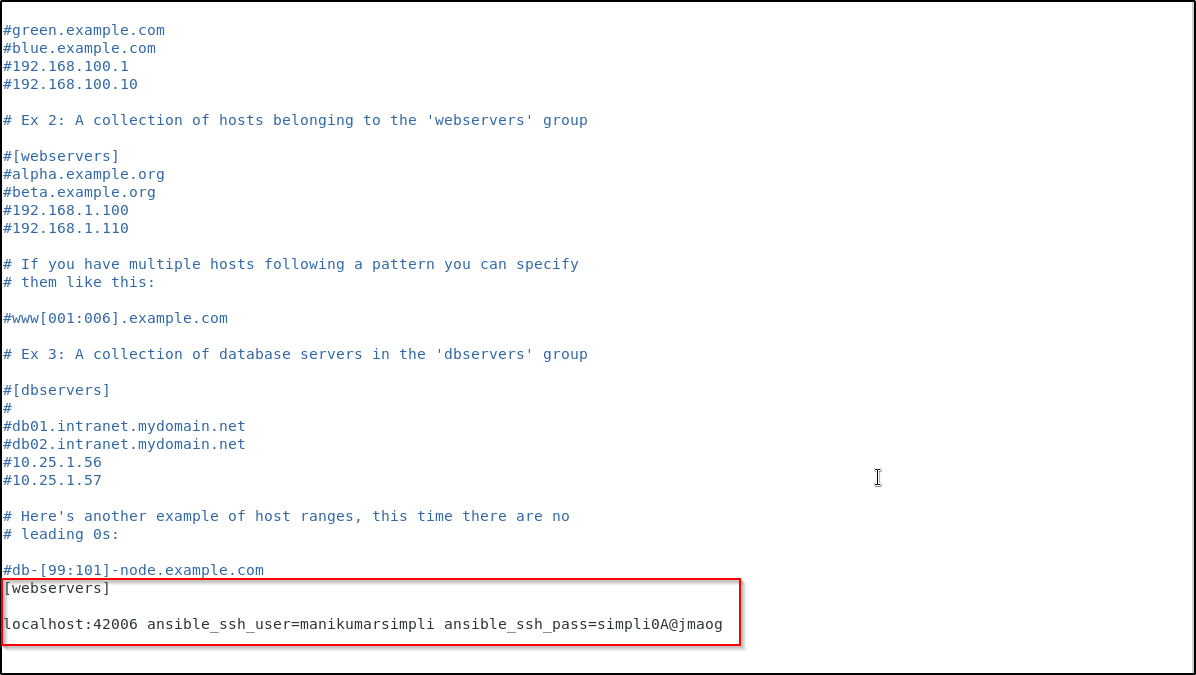 #green.example.com
#blue.example.com
#192.168.100.1
#192.168.100.10
# Ex 2: A collection of hosts belonging to the 'webservers' group
#[webservers]
#alpha.example.org
#beta.example.org
#192.168.1.100
#192.168.1.110
# If you have multiple hosts following a pattern you can specify
# them like this:
#www[001:006].example.com
# Ex 3: A collection of database servers in the 'dbservers' group
#[dbservers]
#
#db01.intranet.mydomain.net
#db02.intranet.mydomain.net
#10.25.1.56
#10.25.1.57
# Here's another example of host ranges, this time there are no
# leading 0s:
#db-[99:101]-node.example.com
[webservers]
localhost:42006 ansible_ssh_user=manikumarsimpli ansible_ssh_pass=simpli0A@jmaog